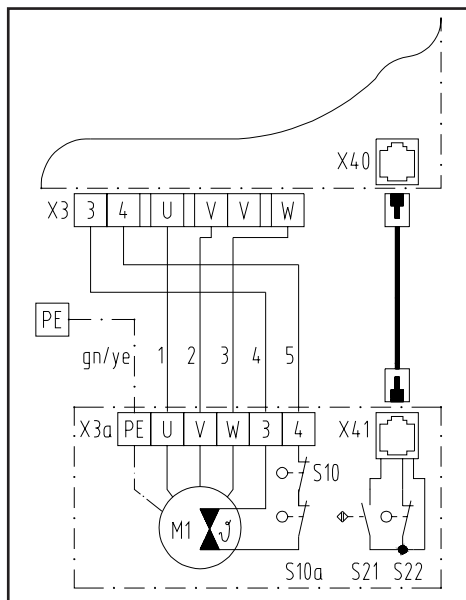 X40
X3 3 4 U V V W
PE
gn/ye 1 2 3 4 5
X3a PE U V W 3 4 X41
S10
M1 ϑ
S10a S21 S22